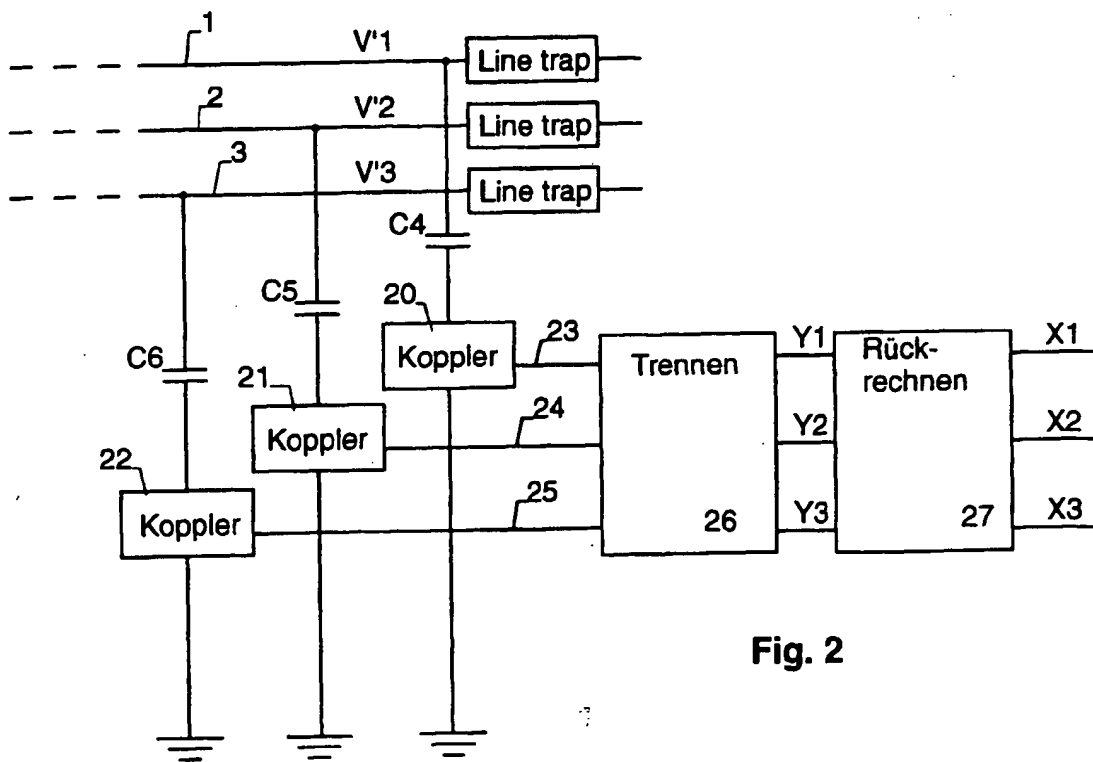 1
V'1
Line trap
2
V'2
Line trap
3
V'3
Line trap
C4
C5
20
23
C6
Koppler
Trennen
Y1
Rück-
rechnen
X1
21
24
Koppler
Y2
X2
22
25
Koppler
26
Y3
27
X3
Fig. 2